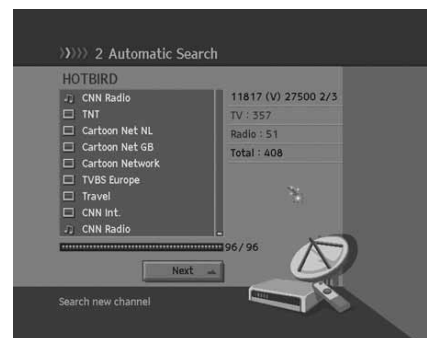 2 Automatic Search
HOTBIRD
CNN Radio
TNT
Cartoon Net NL
Cartoon Net GB
Cartoon Network
TVBS Europe
Travel
CNN Int.
CNN Radio
11817 (V) 27500 2/3
TV : 357
Radio : 51
Total : 408
96/96
Next
Search new channel